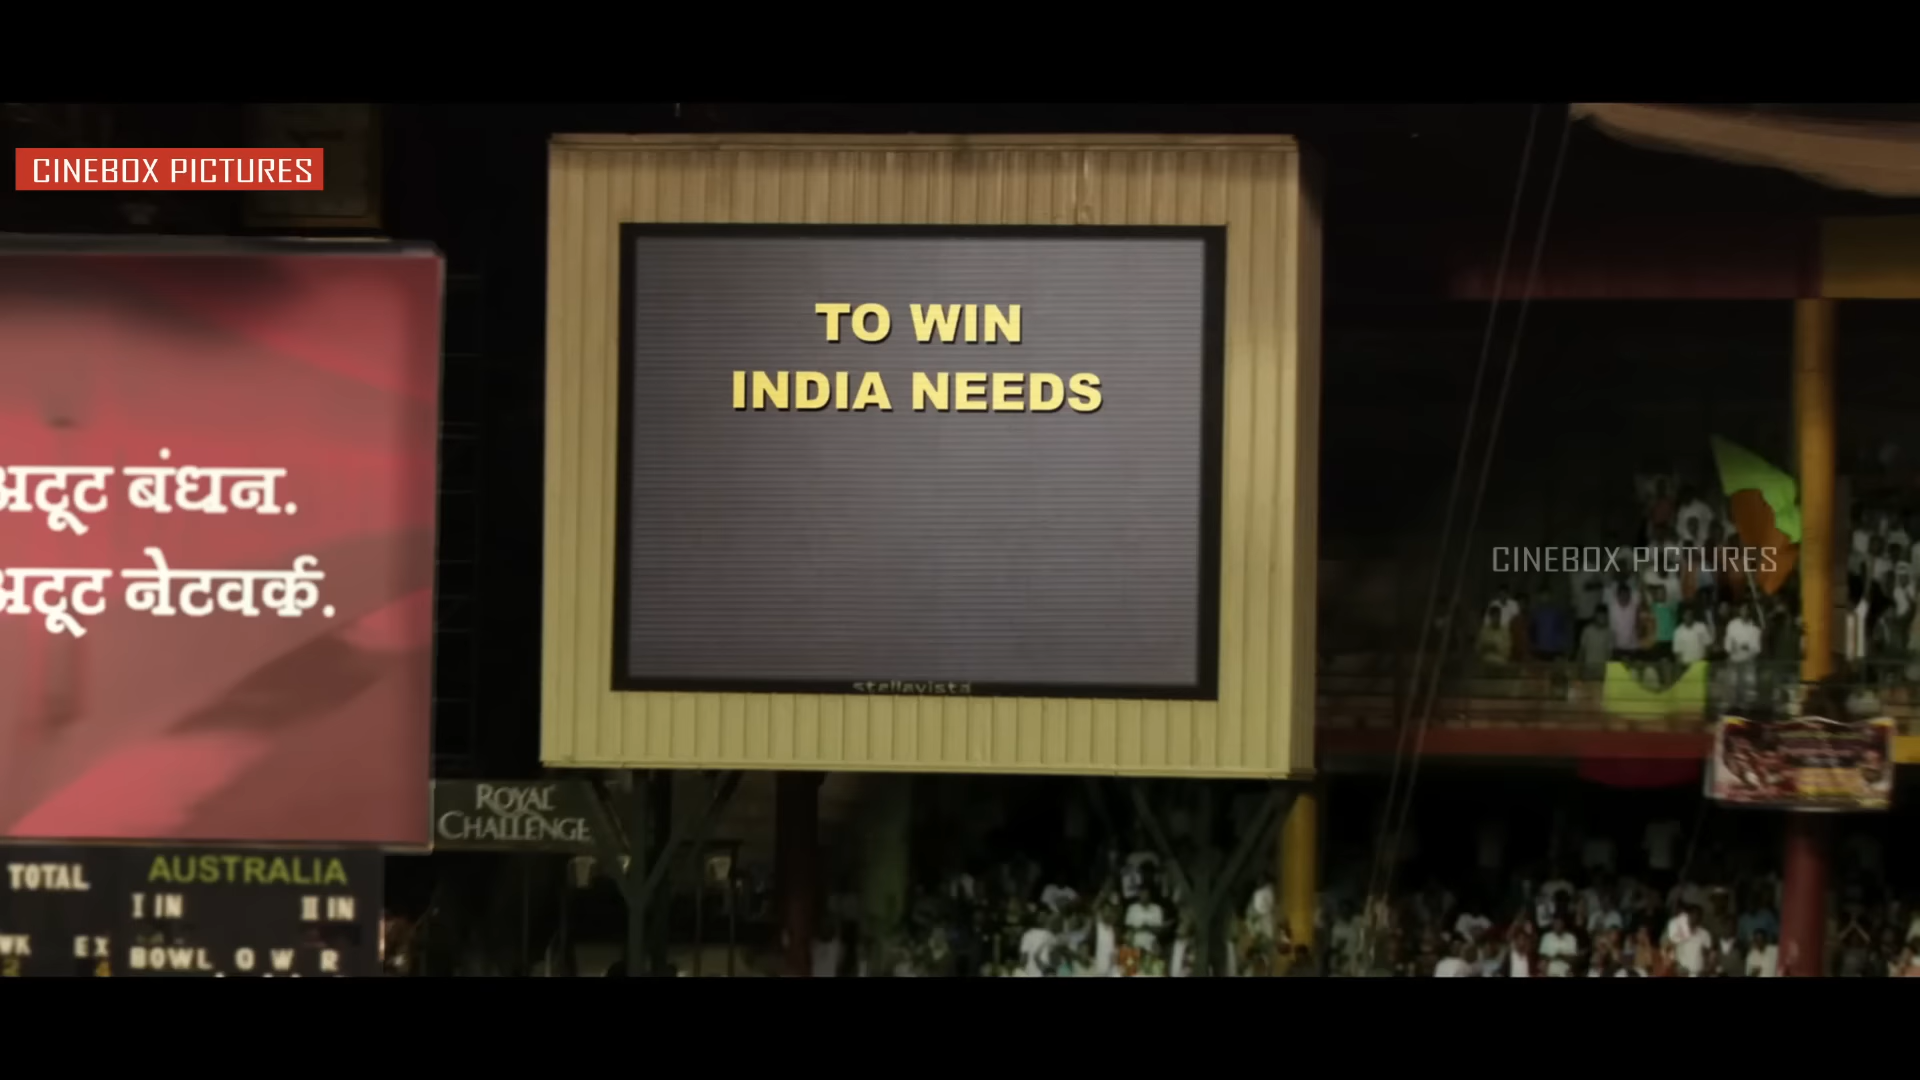 CINEBOX PICTURES
TO WIN
INDIA NEEDS
अटूट बंधन.
अटूट नेटवर्क.
CINEBOX PICTURES
stellavista
ROYAL
CHALLENGE
TOTAL
AUSTRALIA
I IN II IN
WK EX
BOWL O W R